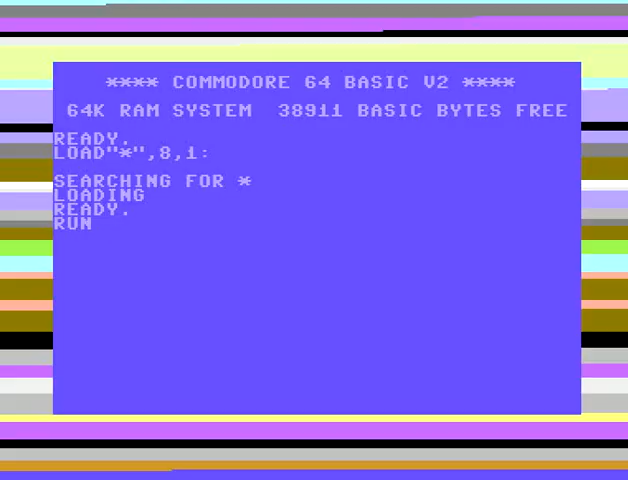 **** COMMODORE 64 BASIC V2 ****
64K RAM SYSTEM  38911 BASIC BYTES FREE
READY.
LOAD"*",8,1:
SEARCHING FOR *
LOADING
READY.
RUN